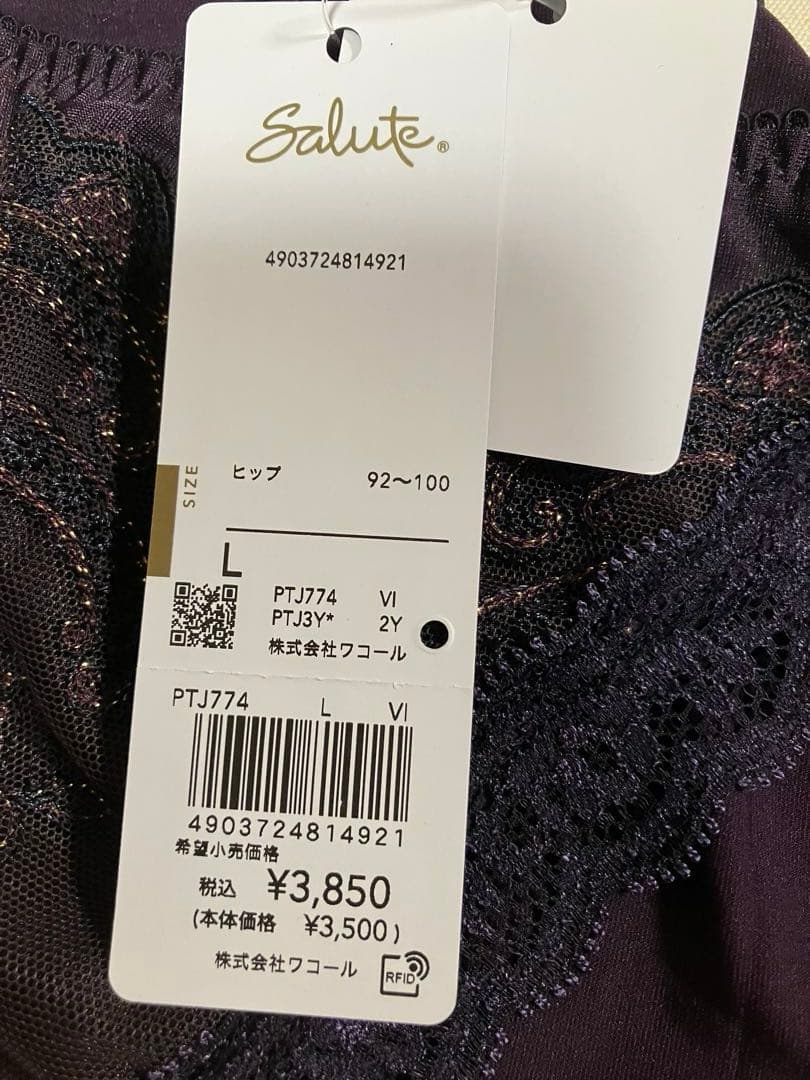 Salute®
4903724814921
SIZE
ヒップ 92〜100
L
PTJ774 VI
PTJ3Y* 2Y
株式会社ワコール
PTJ774 L VI
4903724814921
希望小売価格
税込 ¥3,850
(本体価格 ¥3,500)
株式会社ワコール
RFID